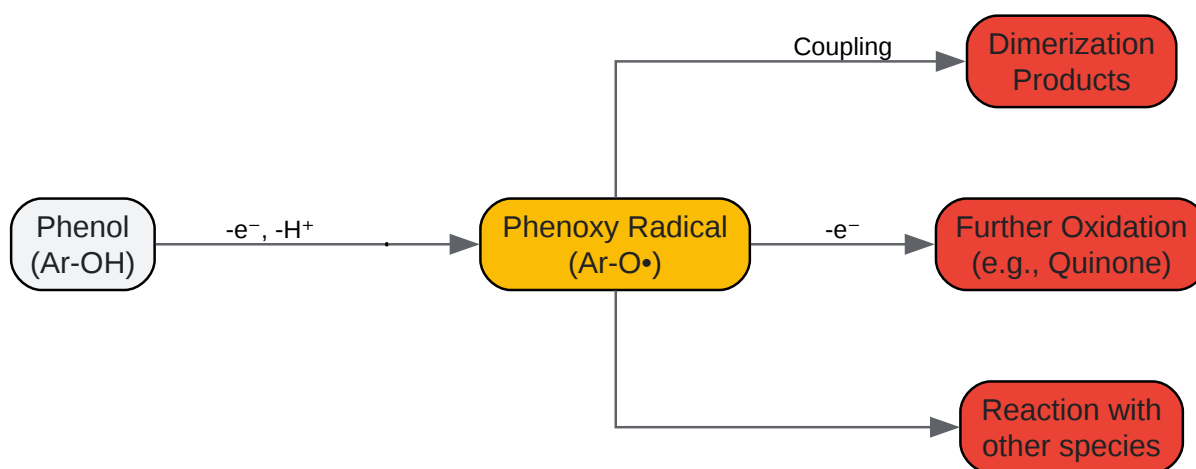 Coupling
Dimerization
Products
Phenol
(Ar-OH)
-e⁻, -H⁺
Phenoxy Radical
(Ar-O•)
-e⁻
Further Oxidation
(e.g., Quinone)
Reaction with
other species